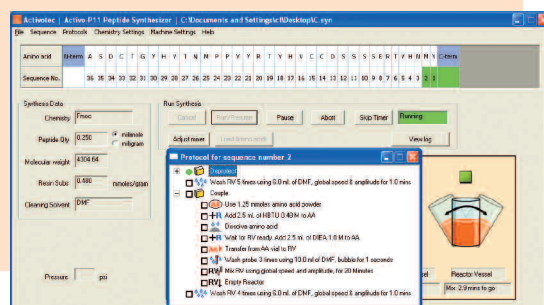 Activotec | Activo-P11 Peptide Synthesizer | C:\Documents and Settings\cf\Desktop\C.syn
File Sequence Protocols Chemistry Settings Machine Settings Help
Amino acid N-term A S D C T G Y H Y T N M P P Y Y R T Y H Y C C D S S S S E R T Y H N M Y C-term
Sequence No. 36 35 34 33 32 31 30 29 28 27 26 25 24 23 22 21 20 19 18 17 16 15 14 13 12 11 10 9 8 7 6 5 4 3 2 1
Synthesis Data
Chemistry Fmoc
Peptide Qty 0.250 millimole milligram
Molecular weight 4304.64
Resin Subs 0.480 mmoles/gram
Cleaning Solvent DMF
Pressure psi
Run Synthesis
Cancel Pause Abort Skip Timer Running
Adjust mixer View log
Protocol for sequence number 2
Deprotect
Wash RV 5 times using 6.0 ml of DMF, global speed & amplitude for 1.0 mins
Couple
Use 1.25 mmoles amino acid powder
+R Add 2.5 ml of HBTU 0.49 M to AA
Dissolve amino acid
+R Wait for RV ready. Add 2.5 ml of DIEA 1.0 M to AA
Transfer from AA vial to RV
Wash probe 3 times using 10.0 ml of DMF, bubble for 1 seconds
RV Mix RV using global speed and amplitude, for 20 Minutes
RV Empty Reactor
Wash RV 4 times using 6.0 ml of DMF, global speed & amplitude for 1.0 mins
Reactor Vessel
Mix: 2.9 mins to go